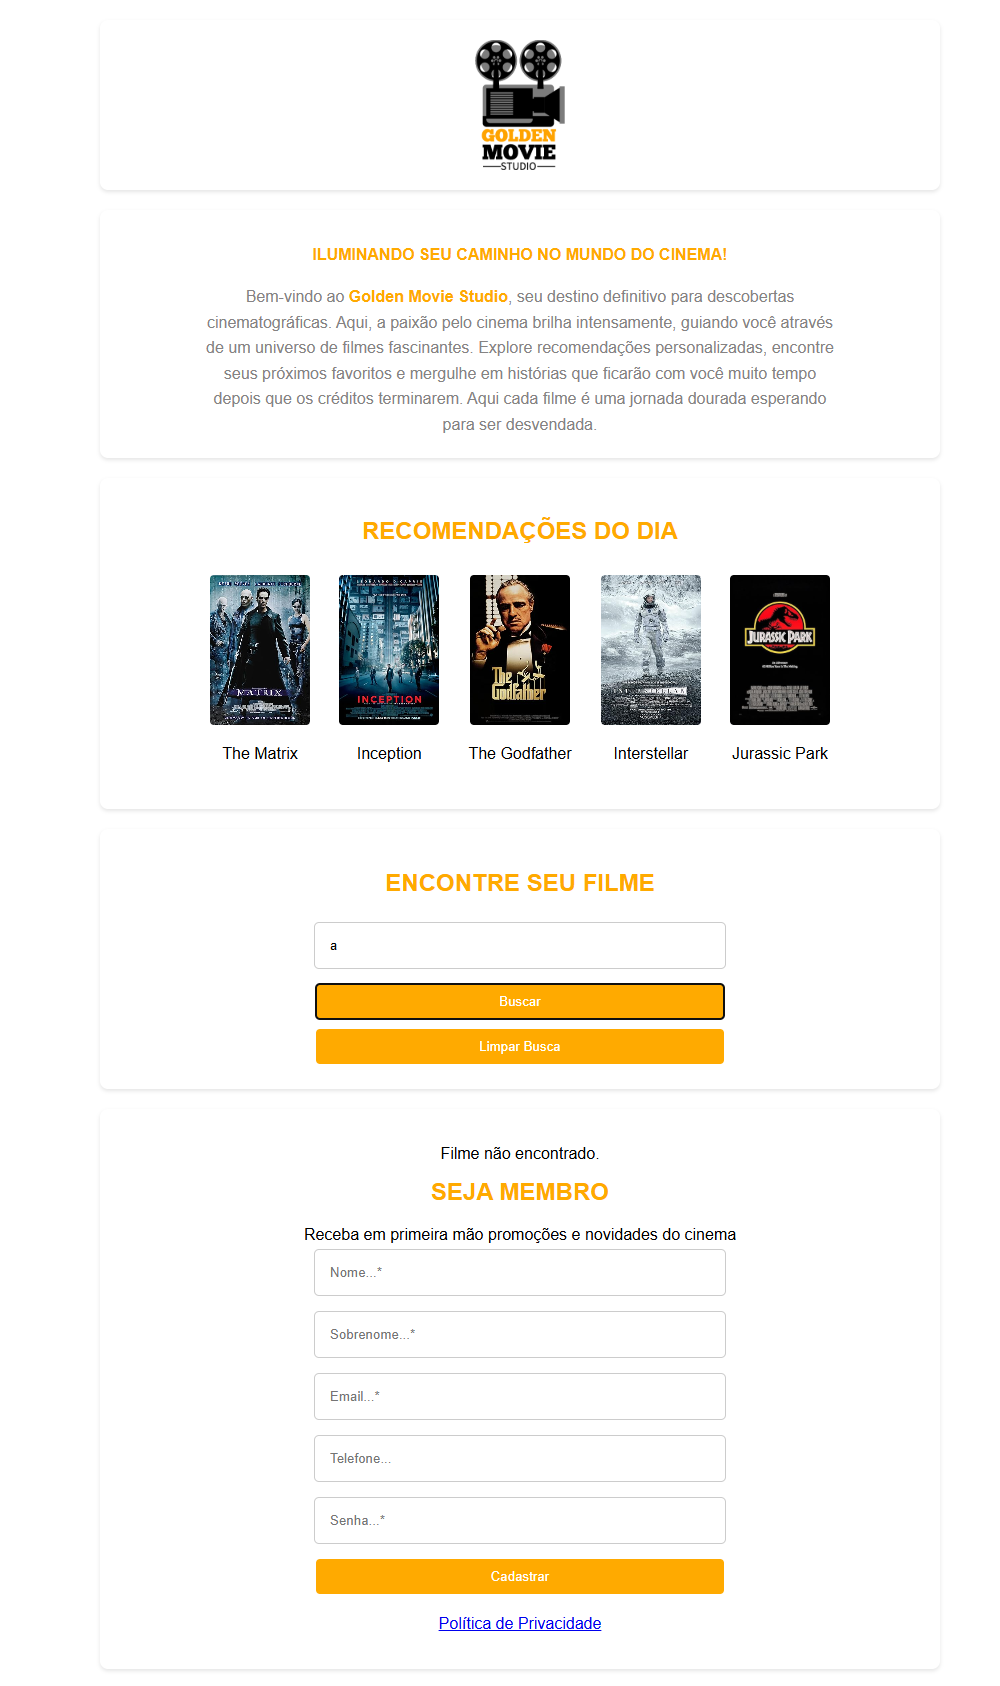 GOLDEN
MOVIE
STUDIO
ILUMINANDO SEU CAMINHO NO MUNDO DO CINEMA!
Bem-vindo ao Golden Movie Studio, seu destino definitivo para descobertas
cinematográficas. Aqui, a paixão pelo cinema brilha intensamente, guiando você através
de um universo de filmes fascinantes. Explore recomendações personalizadas, encontre
seus próximos favoritos e mergulhe em histórias que ficarão com você muito tempo
depois que os créditos terminarem. Aqui cada filme é uma jornada dourada esperando
para ser desvendada.
RECOMENDAÇÕES DO DIA
MATRIX
INCEPTION
The
Godfather
INTERSTELLAR
JURASSIC PARK
The Matrix
Inception
The Godfather
Interstellar
Jurassic Park
ENCONTRE SEU FILME
a
Buscar
Limpar Busca
Filme não encontrado.
SEJA MEMBRO
Receba em primeira mão promoções e novidades do cinema
Nome...*
Sobrenome...*
Email...*
Telefone...
Senha...*
Cadastrar
Política de Privacidade